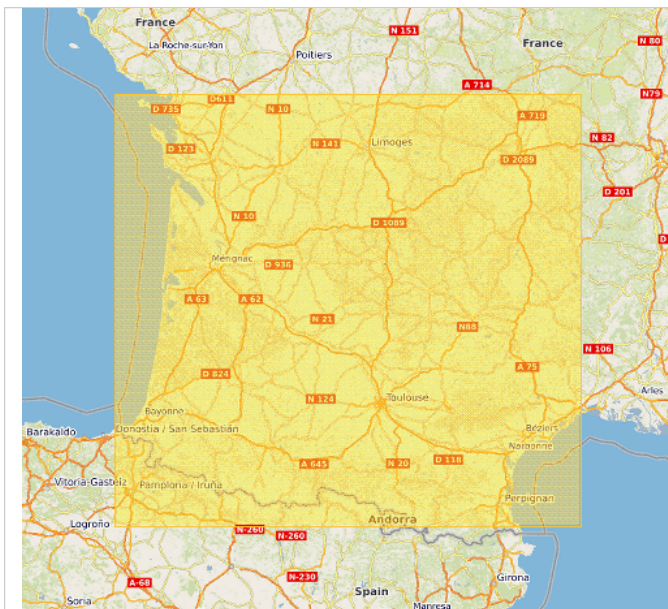 France
N 151
N 80
La Roche-sur-Yon
France
Poitiers
A 714
N79
D 735
D611
N 10
A 719
N 82
D 123
N 141
Limoges
D 2089
D 201
N 10
D 1089
Mérignac
D 936
A 63
A 62
N 21
N88
N 106
D 824
A 75
Arles
N 124
Toulouse
Bayonne
Barakaldo
Donostia / San Sebastián
Béziers
Narbonne
A 645
N 20
D 118
Vitoria-Gasteiz
Pamplona / Iruña
Perpignan
Logroño
Andorra
N-260
N-260
A-68
N-230
Girona
Soria
Spain
Manresa